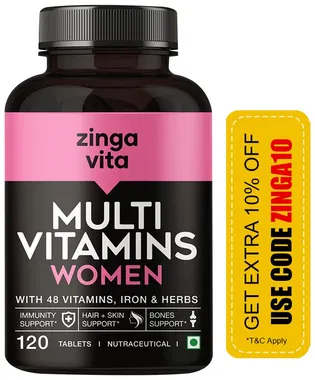 zinga
vita
MULTI
VITAMINS
WOMEN
WITH 48 VITAMINS, IRON & HERBS
IMMUNITY SUPPORT*
HAIR + SKIN SUPPORT*
BONES SUPPORT*
120 TABLETS | NUTRACEUTICAL
GET EXTRA 10% OFF
USE CODE ZINGA10
*T&C Apply